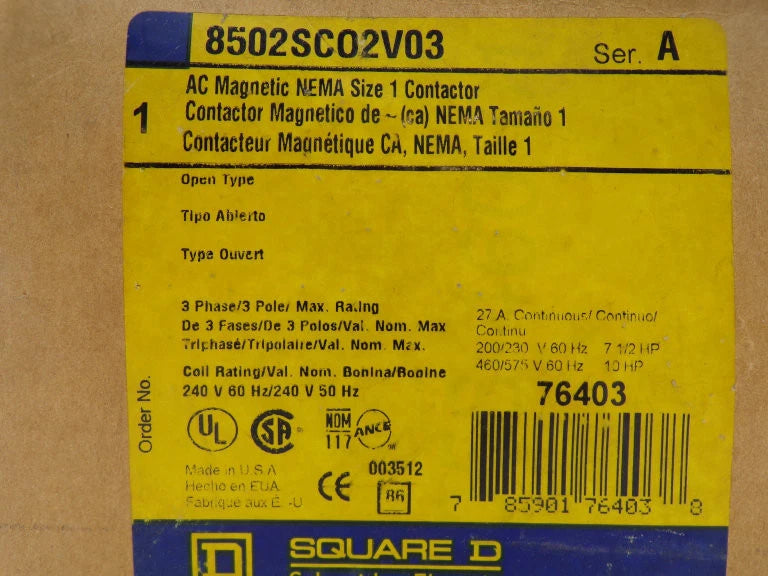 8502SCO2V03
Ser. A
1
AC Magnetic NEMA Size 1 Contactor
Contactor Magnetico de ~ (ca) NEMA Tamaño 1
Contacteur Magnétique CA, NEMA, Taille 1
Open Type
Tipo Abierto
Type Ouvert
3 Phase/3 Pole/ Max. Rating
De 3 Fases/De 3 Polos/Val. Nom. Max
Triphasé/Tripolaire/Val. Nom. Max.
27 A. Continuous/ Continuo/
Continu
200/230 V 60 Hz 7 1/2 HP
460/575 V 60 Hz 10 HP
Coil Rating/Val. Nom. Bobina/Bobine
240 V 60 Hz/240 V 50 Hz
76403
Order No.
UL
SA
NOM
117
ANCE
Made in U.S.A
Hecho en EUA
Fabriqué aux É.-U
CE
003512
86
7 85901 76403 8
D
SQUARE D